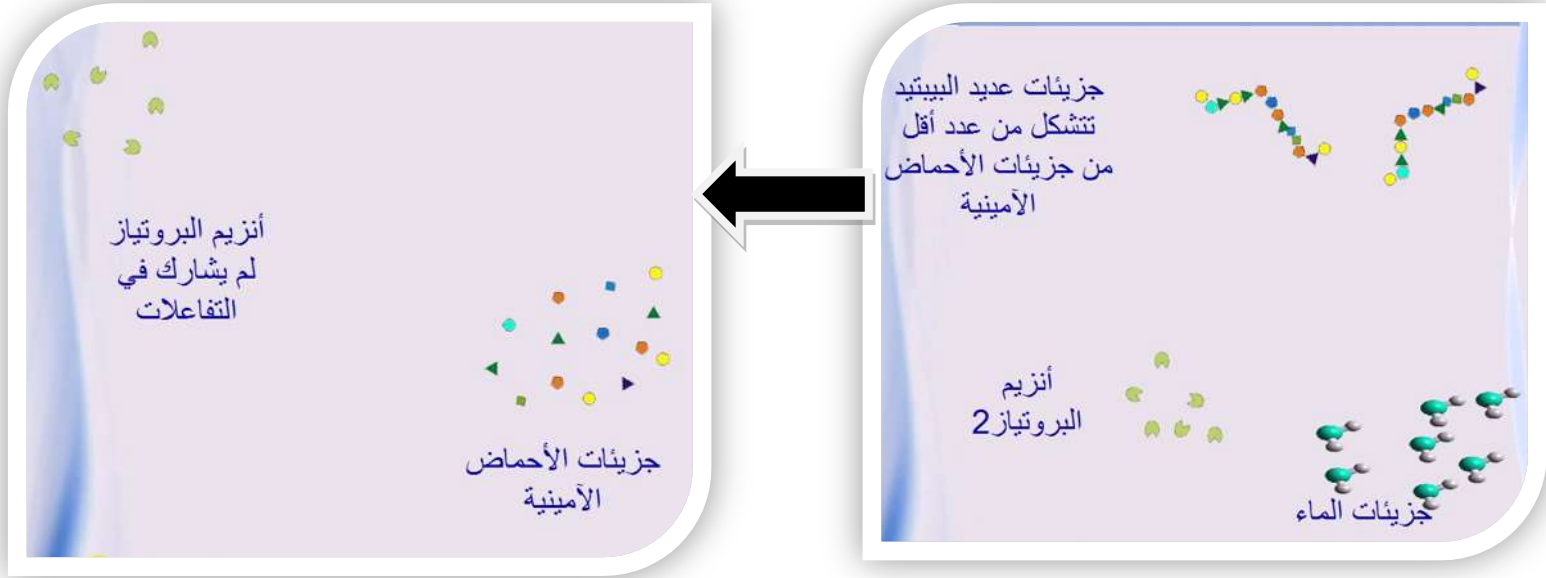 جزيئات عديد البيبتيد
تتشكل من عدد أقل
من جزيئات الأحماض
الآمينية
أنزيم
البروتياز2
جزيئات الماء
أنزيم البروتياز
لم يشارك في
التفاعلات
جزيئات الأحماض
الآمينية